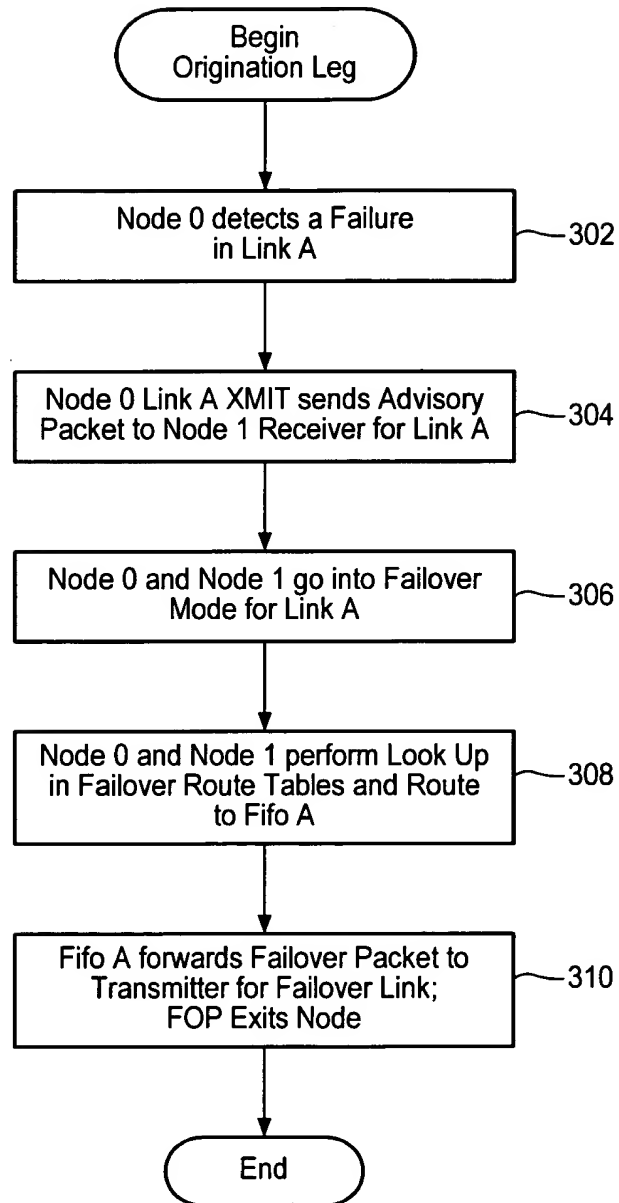 Begin
Origination Leg
Node 0 detects a Failure
in Link A
302
Node 0 Link A XMIT sends Advisory
Packet to Node 1 Receiver for Link A
304
Node 0 and Node 1 go into Failover
Mode for Link A
306
Node 0 and Node 1 perform Look Up
in Failover Route Tables and Route
to Fifo A
308
Fifo A forwards Failover Packet to
Transmitter for Failover Link;
FOP Exits Node
310
End